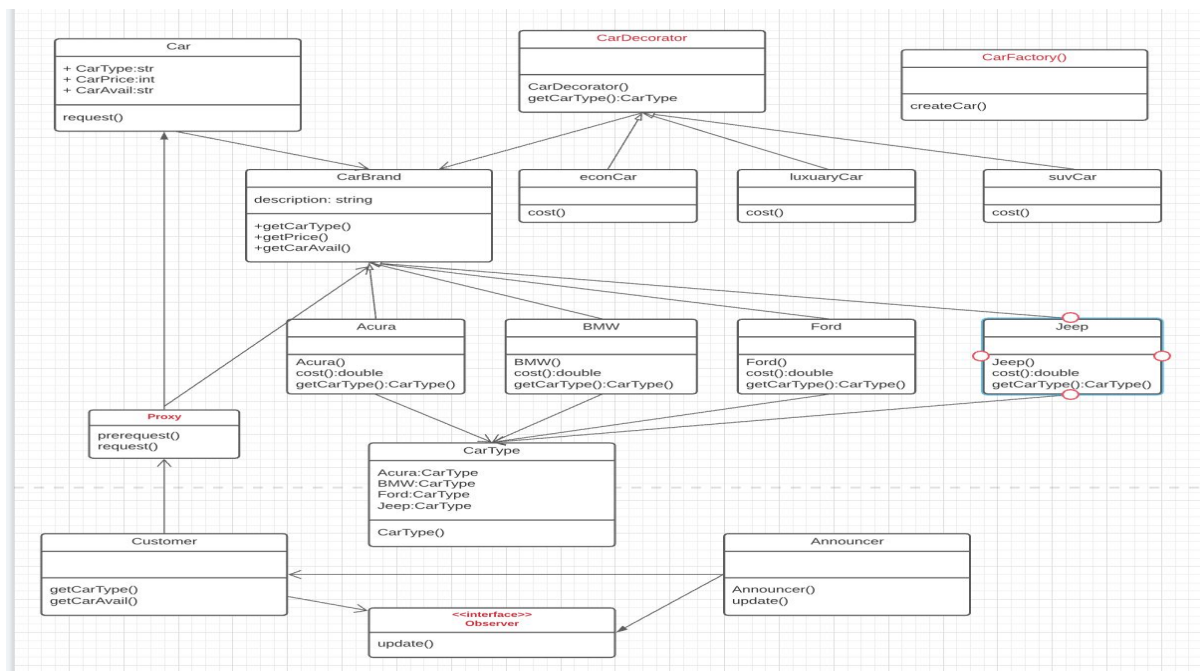 Car
+ CarType:str
+ CarPrice:int
+ CarAvail:str
request()
CarDecorator
CarDecorator()
getCarType():CarType
CarFactory()
createCar()
CarBrand
description: string
+getCarType()
+getPrice()
+getCarAvail()
econCar
cost()
luxuaryCar
cost()
suvCar
cost()
Acura
Acura()
cost():double
getCarType():CarType()
BMW
BMW()
cost():double
getCarType():CarType()
Ford
Ford()
cost():double
getCarType():CarType()
Jeep
Jeep()
cost():double
getCarType():CarType()
Proxy
prerequest()
request()
CarType
Acura:CarType
BMW:CarType
Ford:CarType
Jeep:CarType
CarType()
Customer
getCarType()
getCarAvail()
Announcer
Announcer()
update()
<<interface>>
Observer
update()